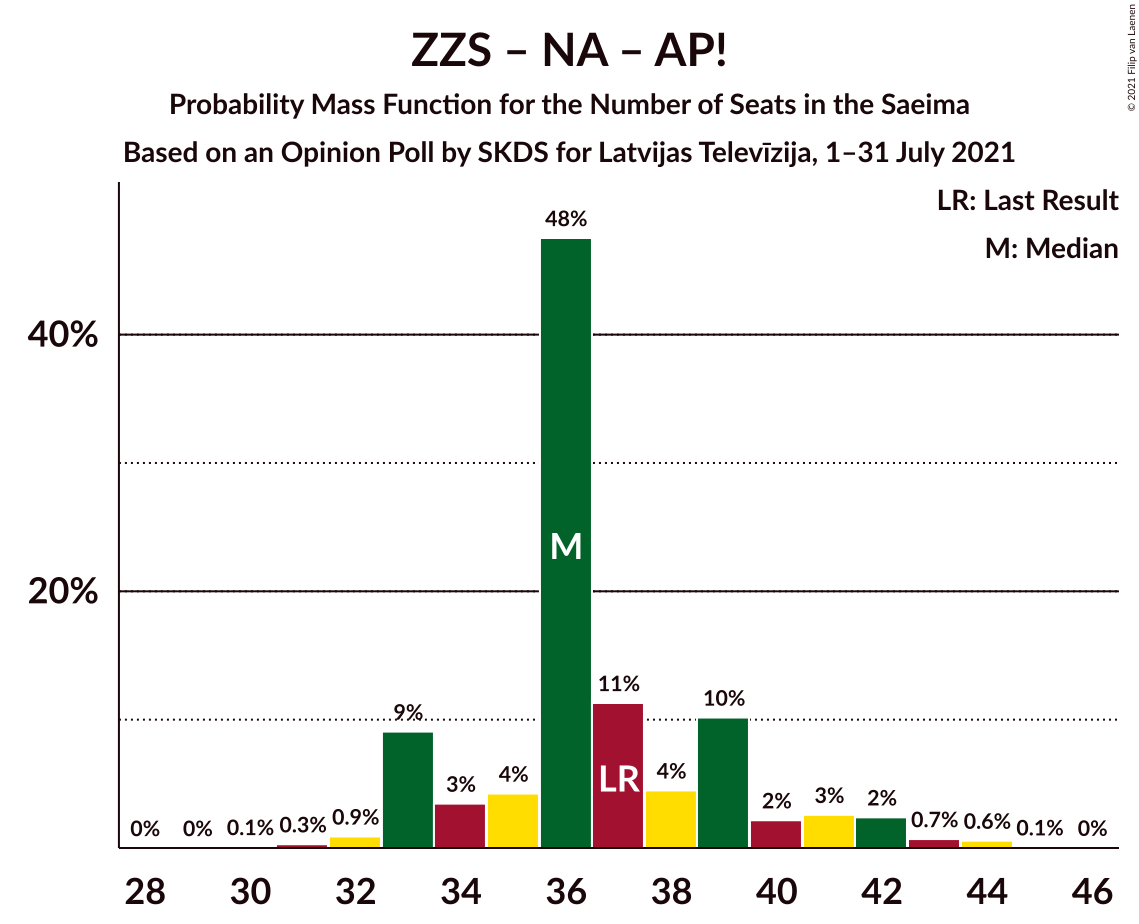 ZZS – NA – AP!
Probability Mass Function for the Number of Seats in the Saeima
Based on an Opinion Poll by SKDS for Latvijas Televīzija, 1–31 July 2021
© 2021 Filip van Laenen
LR: Last Result
M: Median
40%
20%
0%
0%
0.1%
0.3%
0.9%
9%
3%
4%
48%
11%
4%
10%
2%
3%
2%
0.7%
0.6%
0.1%
0%
M
LR
28 30 32 34 36 38 40 42 44 46